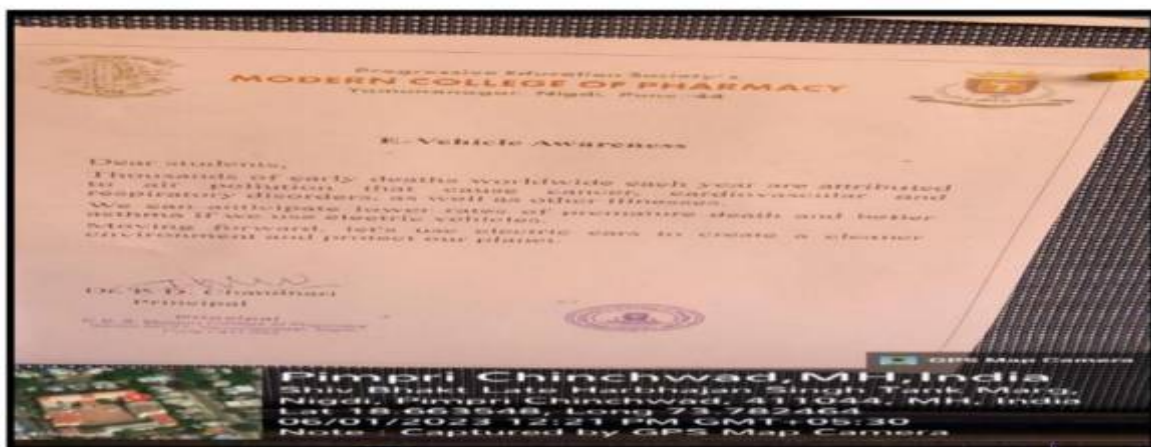 Progressive Education Society's
MODERN COLLEGE OF PHARMACY
Yamunanagar, Nigdi, Pune-44
E-Vehicle Awareness
Dear students,
Thousands of early deaths worldwide each year are attributed
to air pollution that cause cancer, cardiovascular and
respiratory disorders, as well as other illnesses.
We can anticipate lower rates of premature death and better
asthma if we use electric vehicles.
Moving forward, let's use electric cars to create a cleaner
environment and protect our planet.
Principal
Principal
GPS Map Camera
Pimpri Chinchwad, MH, India
Nigdi, Pimpri Chinchwad, 411044, MH, India
Lat 18.663548, Long 73.782464
06/01/2023 12:21 PM GMT+05:30
Note : Captured by GPS Map Camera